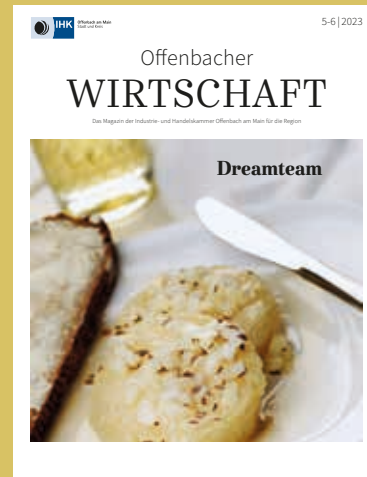 IHK
Offenbach am Main
Stadt und Kreis
5-6|2023
Offenbacher
WIRTSCHAFT
Das Magazin der Industrie- und Handelskammer Offenbach am Main für die Region
Dreamteam